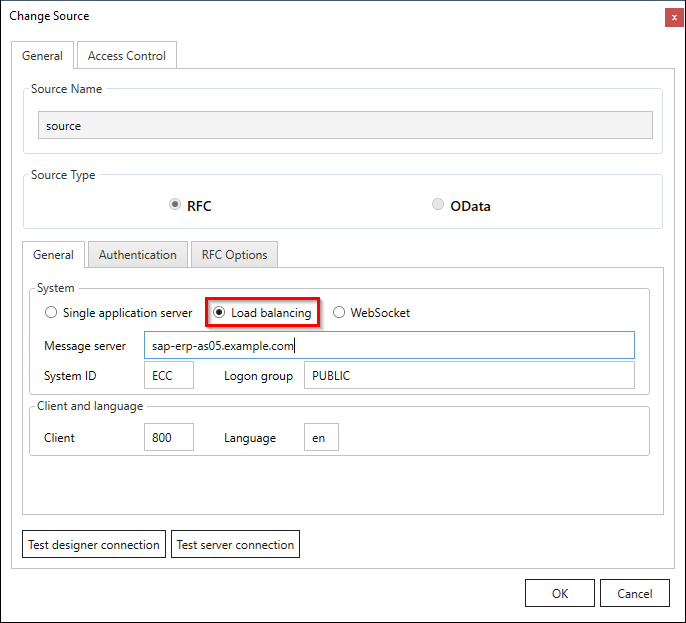 Change Source
x
General Access Control
Source Name
source
Source Type
RFC OData
General Authentication RFC Options
System
Single application server Load balancing WebSocket
Message server sap-erp-as05.example.com
System ID ECC Logon group PUBLIC
Client and language
Client 800 Language en
Test designer connection Test server connection
OK Cancel